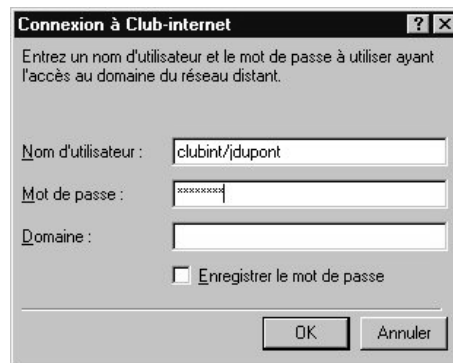 Connexion à Club-internet
Entrez un nom d'utilisateur et le mot de passe à utiliser ayant
l'accès au domaine du réseau distant.
Nom d'utilisateur : clubint/jdupont
Mot de passe : ********
Domaine :
Enregistrer le mot de passe
OK Annuler